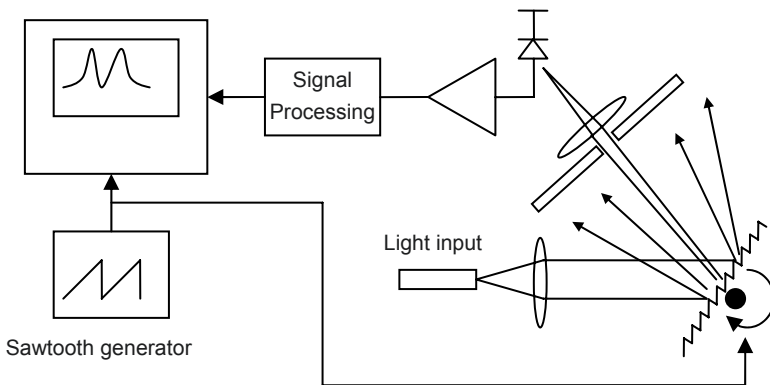 Signal
Processing
Light input
Sawtooth generator